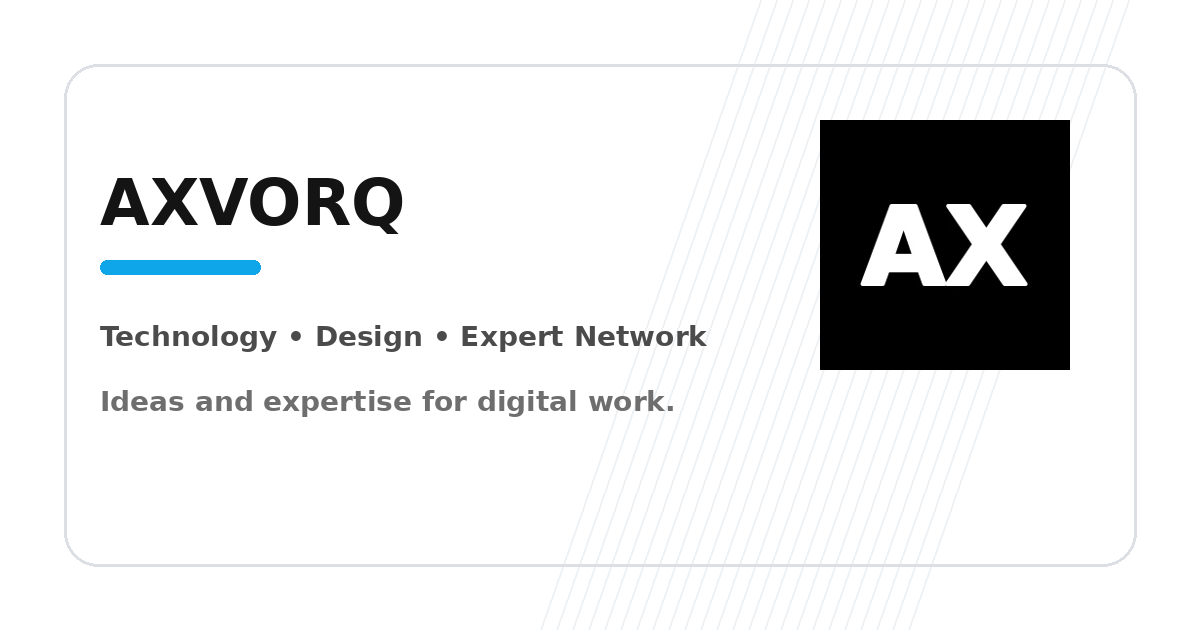 AXVORQ
AX
Technology • Design • Expert Network
Ideas and expertise for digital work.